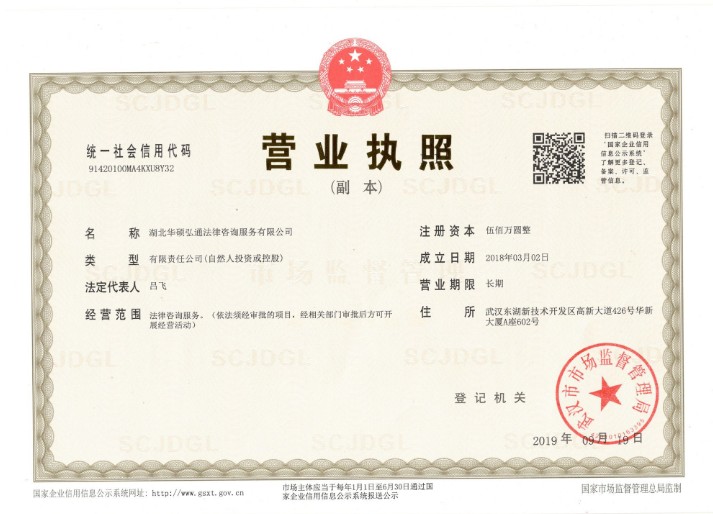 营业执照
(副 本)
统一社会信用代码
91420100MA4KXU8Y32
扫描二维码登录
"国家企业信用
信息公示系统"
了解更多登记、
备案、许可、监
管信息。
名 称 湖北华硕弘通法律咨询服务有限公司
类 型 有限责任公司(自然人投资或控股)
法定代表人 吕飞
经营范围 法律咨询服务。(依法须经审批的项目，经相关部门审批后方可开
展经营活动)
注册资本 伍佰万圆整
成立日期 2018年03月02日
营业期限 长期
住 所 武汉东湖新技术开发区高新大道426号华新
大厦A座602号
登记机关
武汉市市场监督管理局
2019 年 09月 19日
国家企业信用信息公示系统网址: http://www.gsxt.gov.cn
市场主体应当于每年1月1日至6月30日通过国
家企业信用信息公示系统报送公示
国家市场监督管理总局监制
SCJDGL
市场监督管理